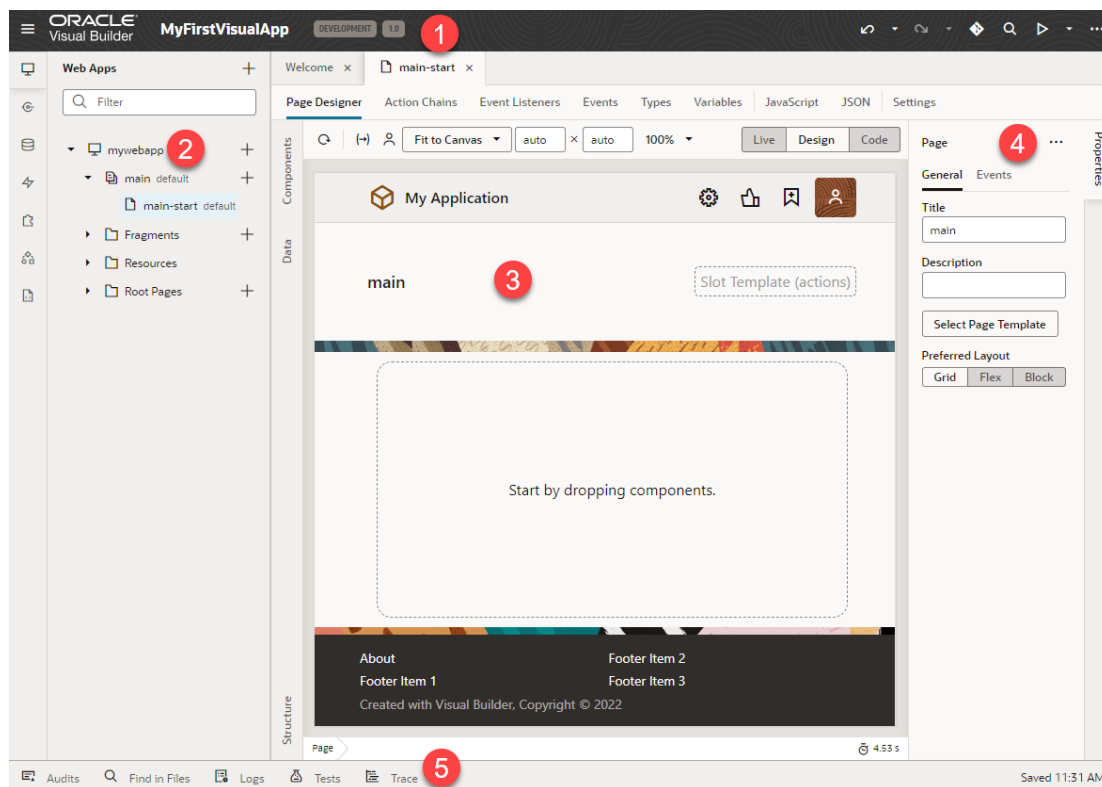 ORACLE
Visual Builder
MyFirstVisualApp
DEVELOPMENT 1.0
1
Web Apps
Filter
mywebapp
2
main default
main-start default
Fragments
Resources
Root Pages
Welcome
main-start
Page Designer Action Chains Event Listeners Events Types Variables JavaScript JSON Settings
Components
Data
Structure
Fit to Canvas auto × auto 100% Live Design Code
My Application
main
3
Slot Template (actions)
Start by dropping components.
About Footer Item 2
Footer Item 1 Footer Item 3
Created with Visual Builder, Copyright © 2022
Page
4.53 s
Page
4
General Events
Title
main
Description
Select Page Template
Preferred Layout
Grid Flex Block
Properties
Audits Find in Files Logs Tests Trace
5
Saved 11:31 AM